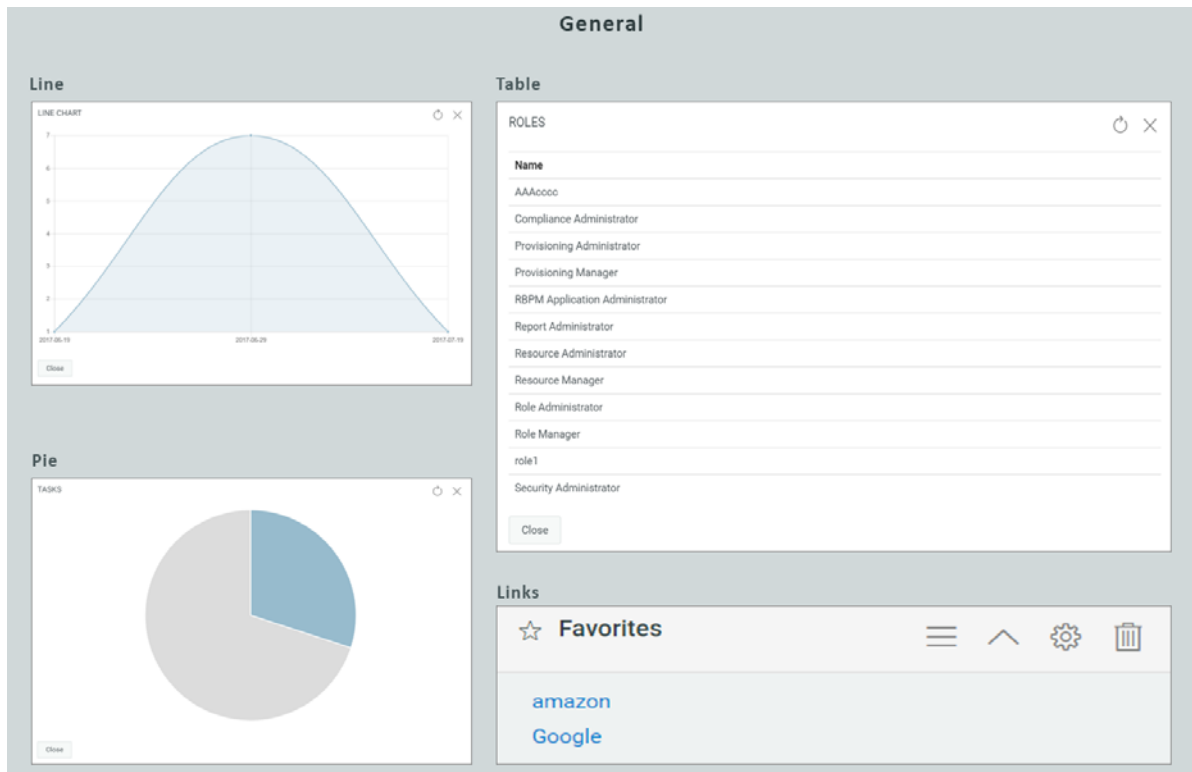 General
Line
LINE CHART
7
6
5
4
3
2
1
2017-06-19
2017-06-29
2017-07-19
Close
Pie
TASKS
Close
Table
ROLES
Name
AAAcccc
Compliance Administrator
Provisioning Administrator
Provisioning Manager
RBPM Application Administrator
Report Administrator
Resource Administrator
Resource Manager
Role Administrator
Role Manager
role1
Security Administrator
Close
Links
Favorites
amazon
Google